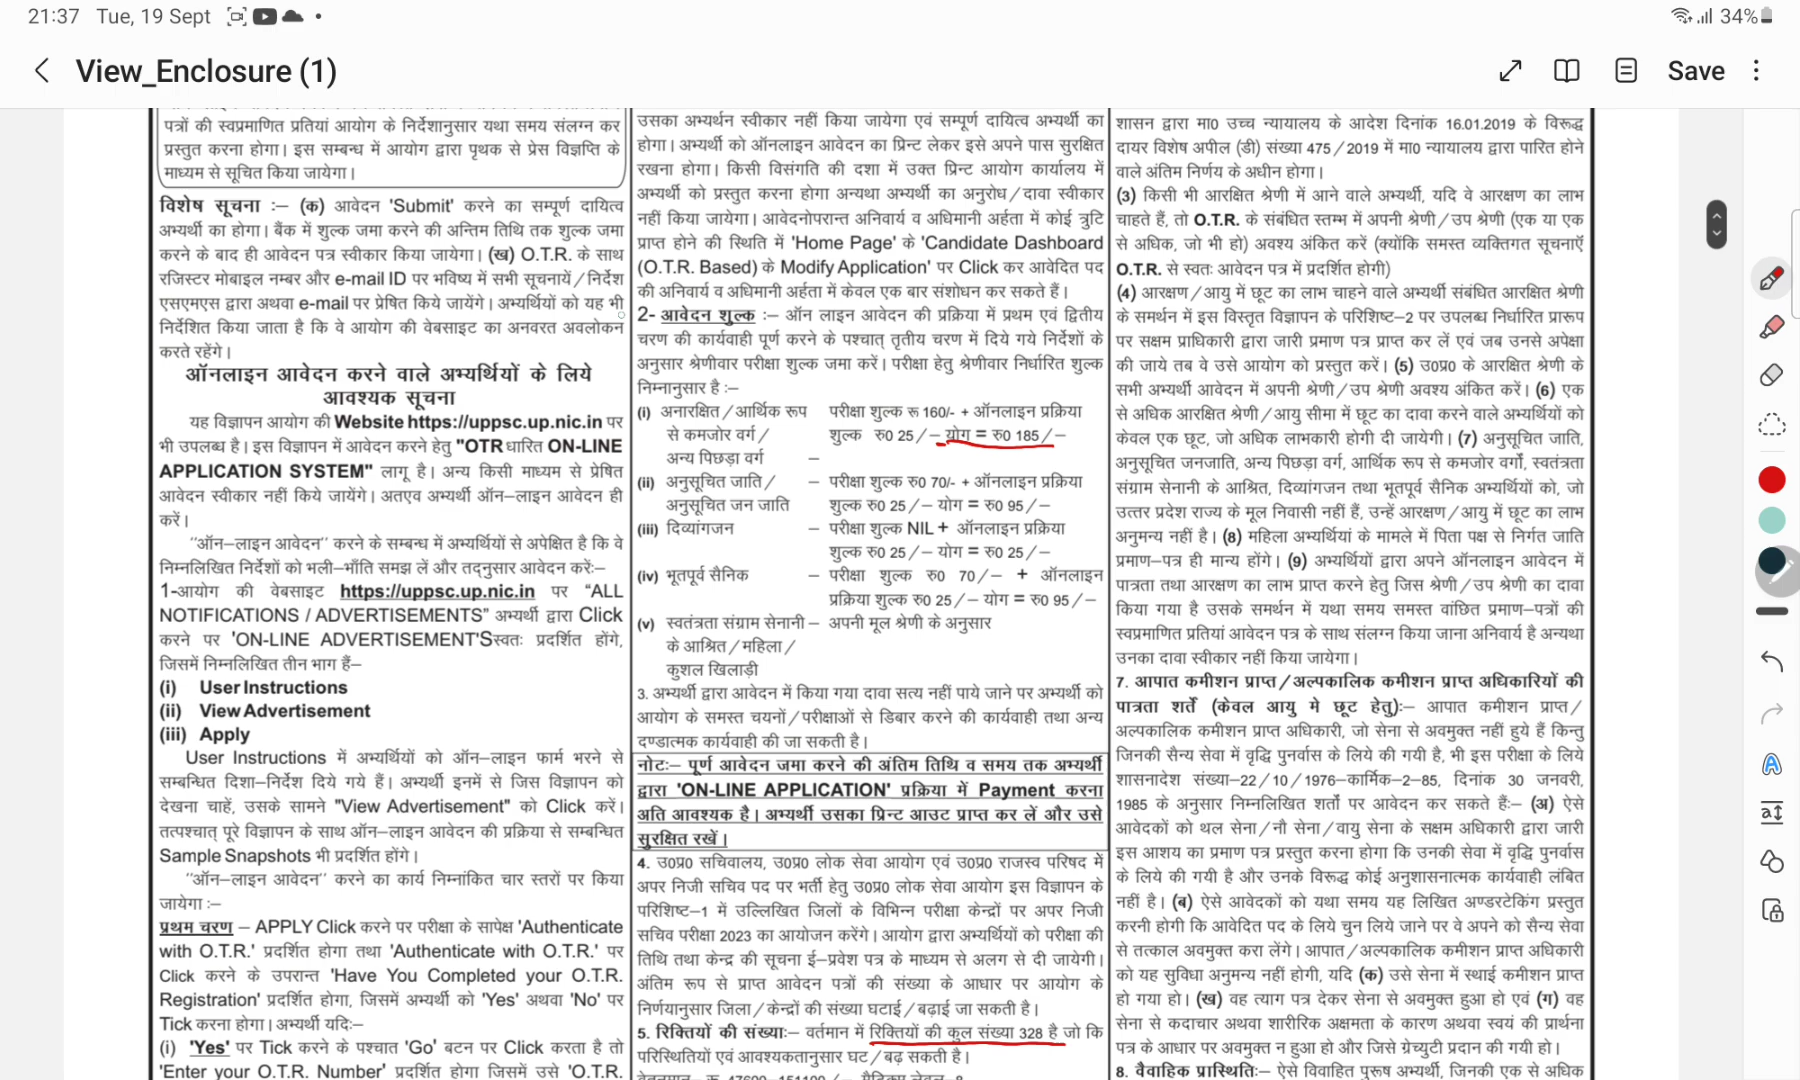 21:37 Tue, 19 Sept
34%
View_Enclosure (1)
Save
पत्रों की स्वप्रमाणित प्रतियां आयोग के निर्देशानुसार यथा समय संलग्न कर
प्रस्तुत करना होगा। इस सम्बन्ध में आयोग द्वारा पृथक से प्रेस विज्ञप्ति के
माध्यम से सूचित किया जायेगा।
विशेष सूचना :– (क) आवेदन 'Submit' करने का सम्पूर्ण दायित्व
अभ्यर्थी का होगा। बैंक में शुल्क जमा करने की अन्तिम तिथि तक शुल्क जमा
करने के बाद ही आवेदन पत्र स्वीकार किया जायेगा। (ख) O.T.R. के साथ
रजिस्टर मोबाइल नम्बर और e-mail ID पर भविष्य में सभी सूचनायें/निर्देश
एसएमएस द्वारा अथवा e-mail पर प्रेषित किये जायेंगे। अभ्यर्थियों को यह भी
निर्देशित किया जाता है कि वे आयोग की वेबसाइट का अनवरत अवलोकन
करते रहेंगे।
ऑनलाइन आवेदन करने वाले अभ्यर्थियों के लिये
आवश्यक सूचना
यह विज्ञापन आयोग की Website https://uppsc.up.nic.in पर
भी उपलब्ध है। इस विज्ञापन में आवेदन करने हेतु "OTR धारित ON-LINE
APPLICATION SYSTEM" लागू है। अन्य किसी माध्यम से प्रेषित
आवेदन स्वीकार नहीं किये जायेंगे। अतएव अभ्यर्थी ऑन–लाइन आवेदन ही
करें।
''ऑन–लाइन आवेदन'' करने के सम्बन्ध में अभ्यर्थियों से अपेक्षित है कि वे
निम्नलिखित निर्देशों को भली–भाँति समझ लें और तद्नुसार आवेदन करें:–
1-आयोग की वेबसाइट https://uppsc.up.nic.in पर “ALL
NOTIFICATIONS / ADVERTISEMENTS” अभ्यर्थी द्वारा Click
करने पर 'ON-LINE ADVERTISEMENT'S स्वतः प्रदर्शित होंगे,
जिसमें निम्नलिखित तीन भाग हैं–
(i) User Instructions
(ii) View Advertisement
(iii) Apply
User Instructions में अभ्यर्थियों को ऑन–लाइन फार्म भरने से
सम्बन्धित दिशा–निर्देश दिये गये हैं। अभ्यर्थी इनमें से जिस विज्ञापन को
देखना चाहें, उसके सामने "View Advertisement" को Click करें।
तत्पश्चात् पूरे विज्ञापन के साथ ऑन–लाइन आवेदन की प्रक्रिया से सम्बन्धित
Sample Snapshots भी प्रदर्शित होंगे।
''ऑन–लाइन आवेदन'' करने का कार्य निम्नांकित चार स्तरों पर किया
जायेगा :–
प्रथम चरण – APPLY Click करने पर परीक्षा के सापेक्ष 'Authenticate
with O.T.R.' प्रदर्शित होगा तथा 'Authenticate with O.T.R.' पर
Click करने के उपरान्त 'Have You Completed your O.T.R.
Registration' प्रदर्शित होगा, जिसमें अभ्यर्थी को 'Yes' अथवा 'No' पर
Tick करना होगा। अभ्यर्थी यदि:–
(i) 'Yes' पर Tick करने के पश्चात 'Go' बटन पर Click करता है तो
'Enter your O.T.R. Number' प्रदर्शित होगा जिसमें उसे 'O.T.R.
उसका अभ्यर्थन स्वीकार नहीं किया जायेगा एवं सम्पूर्ण दायित्व अभ्यर्थी का
होगा। अभ्यर्थी को ऑनलाइन आवेदन का प्रिन्ट लेकर इसे अपने पास सुरक्षित
रखना होगा। किसी विसंगति की दशा में उक्त प्रिन्ट आयोग कार्यालय में
अभ्यर्थी को प्रस्तुत करना होगा अन्यथा अभ्यर्थी का अनुरोध/दावा स्वीकार
नहीं किया जायेगा। आवेदनोपरान्त अनिवार्य व अधिमानी अर्हता में कोई त्रुटि
प्राप्त होने की स्थिति में 'Home Page' के 'Candidate Dashboard
(O.T.R. Based) के Modify Application' पर Click कर आवेदित पद
की अनिवार्य व अधिमानी अर्हता में केवल एक बार संशोधन कर सकते हैं।
2- आवेदन शुल्क :– ऑन लाइन आवेदन की प्रक्रिया में प्रथम एवं द्वितीय
चरण की कार्यवाही पूर्ण करने के पश्चात् तृतीय चरण में दिये गये निर्देशों के
अनुसार श्रेणीवार परीक्षा शुल्क जमा करें। परीक्षा हेतु श्रेणीवार निर्धारित शुल्क
निम्नानुसार है :–
(i) अनारक्षित/आर्थिक रूप परीक्षा शुल्क रू 160/- + ऑनलाइन प्रक्रिया
से कमजोर वर्ग/ शुल्क रु0 25/– योग = रु0 185/–
अन्य पिछड़ा वर्ग –
(ii) अनुसूचित जाति/ – परीक्षा शुल्क रु0 70/- + ऑनलाइन प्रक्रिया
अनुसूचित जन जाति शुल्क रु0 25/– योग = रु0 95/–
(iii) दिव्यांगजन – परीक्षा शुल्क NIL + ऑनलाइन प्रक्रिया
शुल्क रु0 25/– योग = रु0 25/–
(iv) भूतपूर्व सैनिक – परीक्षा शुल्क रु0 70/– + ऑनलाइन
प्रक्रिया शुल्क रु0 25/– योग = रु0 95/–
(v) स्वतंत्रता संग्राम सेनानी – अपनी मूल श्रेणी के अनुसार
के आश्रित/महिला/
कुशल खिलाड़ी
3. अभ्यर्थी द्वारा आवेदन में किया गया दावा सत्य नहीं पाये जाने पर अभ्यर्थी को
आयोग के समस्त चयनों/परीक्षाओं से डिबार करने की कार्यवाही तथा अन्य
दण्डात्मक कार्यवाही की जा सकती है।
नोटः– पूर्ण आवेदन जमा करने की अंतिम तिथि व समय तक अभ्यर्थी
द्वारा 'ON-LINE APPLICATION' प्रक्रिया में Payment करना
अति आवश्यक है। अभ्यर्थी उसका प्रिन्ट आउट प्राप्त कर लें और उसे
सुरक्षित रखें।
4. उ0प्र0 सचिवालय, उ0प्र0 लोक सेवा आयोग एवं उ0प्र0 राजस्व परिषद में
अपर निजी सचिव पद पर भर्ती हेतु उ0प्र0 लोक सेवा आयोग इस विज्ञापन के
परिशिष्ट–1 में उल्लिखित जिलों के विभिन्न परीक्षा केन्द्रों पर अपर निजी
सचिव परीक्षा 2023 का आयोजन करेंगे। आयोग द्वारा अभ्यर्थियों को परीक्षा की
तिथि तथा केन्द्र की सूचना ई–प्रवेश पत्र के माध्यम से अलग से दी जायेगी।
अंतिम रूप से प्राप्त आवेदन पत्रों की संख्या के आधार पर आयोग के
निर्णयानुसार जिला/केन्द्रों की संख्या घटाई/बढ़ाई जा सकती है।
5. रिक्तियों की संख्याः– वर्तमान में रिक्तियों की कुल संख्या 328 है जो कि
परिस्थितियों एवं आवश्यकतानुसार घट/बढ़ सकती है।
शासन द्वारा मा0 उच्च न्यायालय के आदेश दिनांक 16.01.2019 के विरूद्ध
दायर विशेष अपील (डी) संख्या 475/2019 में मा0 न्यायालय द्वारा पारित होने
वाले अंतिम निर्णय के अधीन होगा।
(3) किसी भी आरक्षित श्रेणी में आने वाले अभ्यर्थी, यदि वे आरक्षण का लाभ
चाहते हैं, तो O.T.R. के संबंधित स्तम्भ में अपनी श्रेणी/उप श्रेणी (एक या एक
से अधिक, जो भी हो) अवश्य अंकित करें (क्योंकि समस्त व्यक्तिगत सूचनाएँ
O.T.R. से स्वतः आवेदन पत्र में प्रदर्शित होगी)
(4) आरक्षण/आयु में छूट का लाभ चाहने वाले अभ्यर्थी संबंधित आरक्षित श्रेणी
के समर्थन में इस विस्तृत विज्ञापन के परिशिष्ट–2 पर उपलब्ध निर्धारित प्रारूप
पर सक्षम प्राधिकारी द्वारा जारी प्रमाण पत्र प्राप्त कर लें एवं जब उनसे अपेक्षा
की जाये तब वे उसे आयोग को प्रस्तुत करें। (5) उ0प्र0 के आरक्षित श्रेणी के
सभी अभ्यर्थी आवेदन में अपनी श्रेणी/उप श्रेणी अवश्य अंकित करें। (6) एक
से अधिक आरक्षित श्रेणी/आयु सीमा में छूट का दावा करने वाले अभ्यर्थियों को
केवल एक छूट, जो अधिक लाभकारी होगी दी जायेगी। (7) अनुसूचित जाति,
अनुसूचित जनजाति, अन्य पिछड़ा वर्ग, आर्थिक रूप से कमजोर वर्गों, स्वतंत्रता
संग्राम सेनानी के आश्रित, दिव्यांगजन तथा भूतपूर्व सैनिक अभ्यर्थियों को, जो
उत्तर प्रदेश राज्य के मूल निवासी नहीं हैं, उन्हें आरक्षण/आयु में छूट का लाभ
अनुमन्य नहीं है। (8) महिला अभ्यर्थियों के मामले में पिता पक्ष से निर्गत जाति
प्रमाण–पत्र ही मान्य होंगे। (9) अभ्यर्थियों द्वारा अपने ऑनलाइन आवेदन में
पात्रता तथा आरक्षण का लाभ प्राप्त करने हेतु जिस श्रेणी/उप श्रेणी का दावा
किया गया है उसके समर्थन में यथा समय समस्त वांछित प्रमाण–पत्रों की
स्वप्रमाणित प्रतियां आवेदन पत्र के साथ संलग्न किया जाना अनिवार्य है अन्यथा
उनका दावा स्वीकार नहीं किया जायेगा।
7. आपात कमीशन प्राप्त/अल्पकालिक कमीशन प्राप्त अधिकारियों की
पात्रता शर्तें (केवल आयु मे छूट हेतु):– आपात कमीशन प्राप्त/
अल्पकालिक कमीशन प्राप्त अधिकारी, जो सेना से अवमुक्त नहीं हुये हैं किन्तु
जिनकी सैन्य सेवा में वृद्धि पुनर्वास के लिये की गयी है, भी इस परीक्षा के लिये
शासनादेश संख्या–22/10/1976–कार्मिक–2–85, दिनांक 30 जनवरी,
1985 के अनुसार निम्नलिखित शर्तों पर आवेदन कर सकते हैः– (अ) ऐसे
आवेदकों को थल सेना/नौ सेना/वायु सेना के सक्षम अधिकारी द्वारा जारी
इस आशय का प्रमाण पत्र प्रस्तुत करना होगा कि उनकी सेवा में वृद्धि पुनर्वास
के लिये की गयी है और उनके विरूद्ध कोई अनुशासनात्मक कार्यवाही लंबित
नहीं है। (ब) ऐसे आवेदकों को यथा समय यह लिखित अण्डरटेकिंग प्रस्तुत
करनी होगी कि आवेदित पद के लिये चुन लिये जाने पर वे अपने को सैन्य सेवा
से तत्काल अवमुक्त करा लेंगे। आपात/अल्पकालिक कमीशन प्राप्त अधिकारी
को यह सुविधा अनुमन्य नहीं होगी, यदि (क) उसे सेना में स्थाई कमीशन प्राप्त
हो गया हो। (ख) वह त्याग पत्र देकर सेना से अवमुक्त हुआ हो एवं (ग) वह
सेना से कदाचार अथवा शारीरिक अक्षमता के कारण अथवा स्वयं की प्रार्थना
पत्र के आधार पर अवमुक्त न हुआ हो और जिसे ग्रेच्युटी प्रदान की गयी हो।
8. वैवाहिक प्रास्थितिः– ऐसे विवाहित पुरूष अभ्यर्थी, जिनकी एक से अधिक